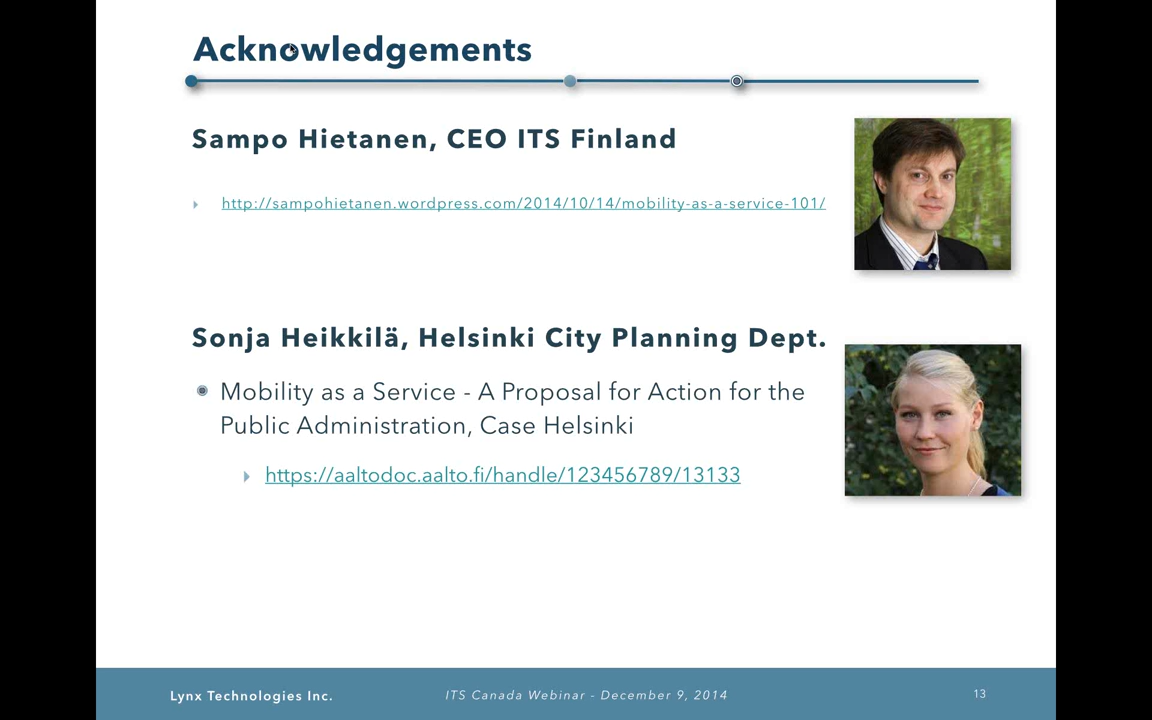 Acknowledgements
Sampo Hietanen, CEO ITS Finland
http://sampohietanen.wordpress.com/2014/10/14/mobility-as-a-service-101/
Sonja Heikkilä, Helsinki City Planning Dept.
Mobility as a Service - A Proposal for Action for the
Public Administration, Case Helsinki
https://aaltodoc.aalto.fi/handle/123456789/13133
Lynx Technologies Inc.
ITS Canada Webinar - December 9, 2014
13